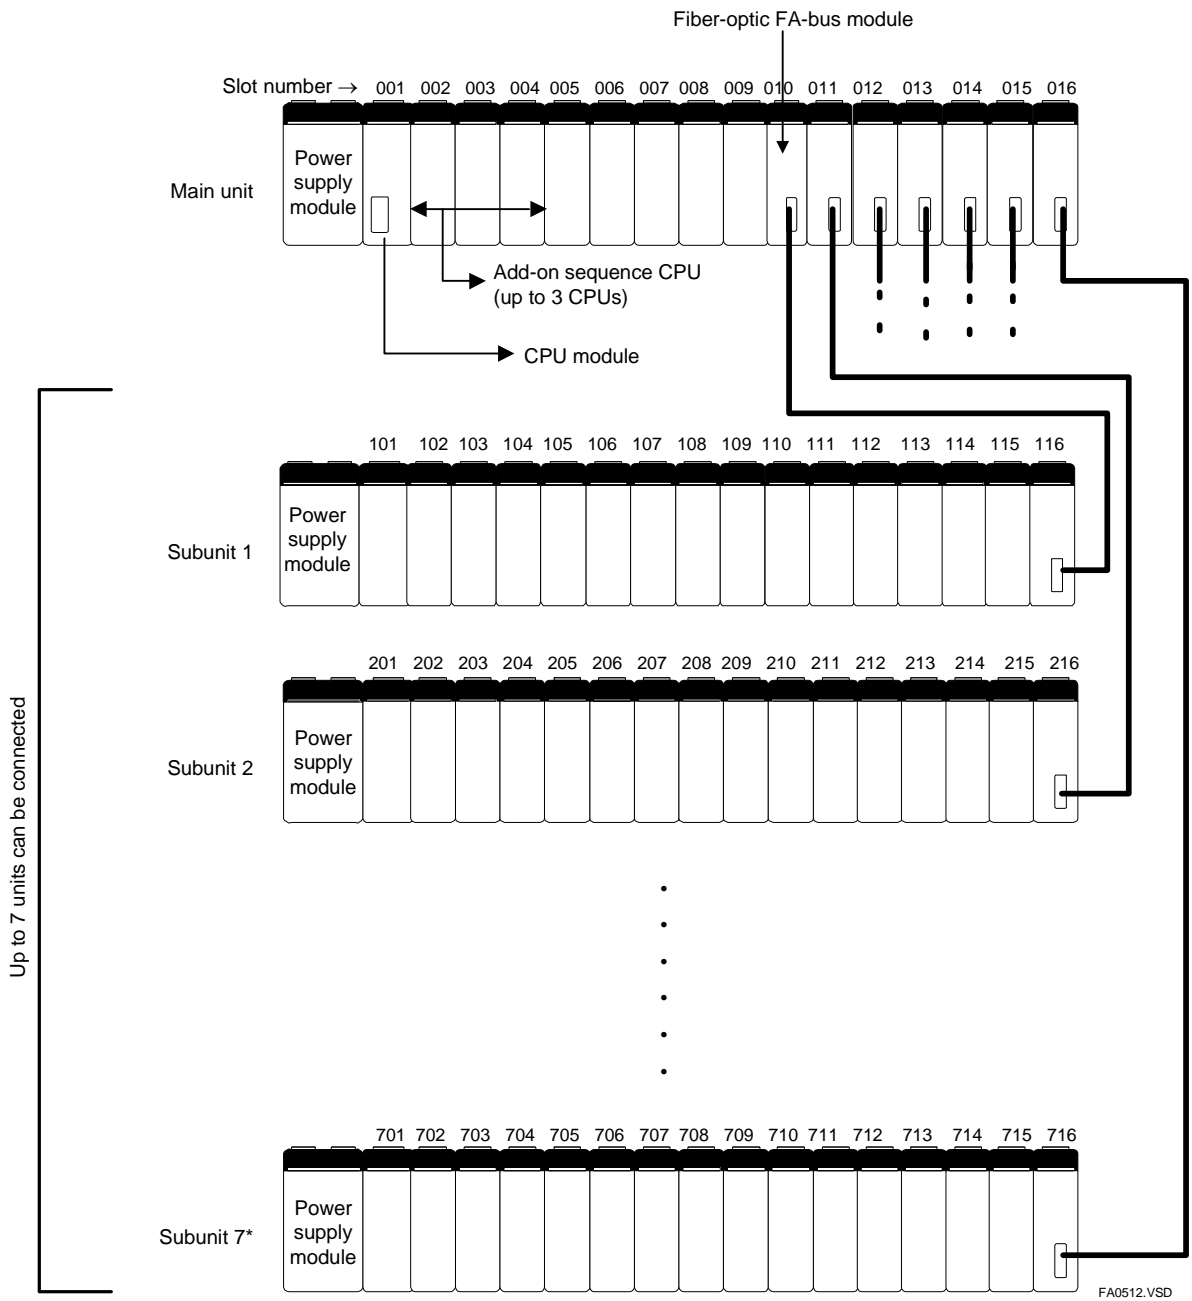 Fiber-optic FA-bus module
Slot number → 001 002 003 004 005 006 007 008 009 010 011 012 013 014 015 016
Main unit
Power
supply
module
Add-on sequence CPU
(up to 3 CPUs)
CPU module
Up to 7 units can be connected
101 102 103 104 105 106 107 108 109 110 111 112 113 114 115 116
Subunit 1
Power
supply
module
201 202 203 204 205 206 207 208 209 210 211 212 213 214 215 216
Subunit 2
Power
supply
module
701 702 703 704 705 706 707 708 709 710 711 712 713 714 715 716
Subunit 7*
Power
supply
module
FA0512.VSD